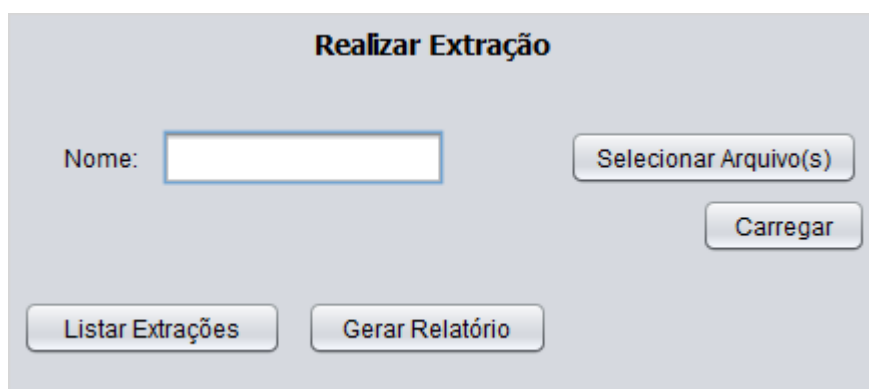 Realizar Extração
Nome:
Selecionar Arquivo(s)
Carregar
Listar Extrações
Gerar Relatório